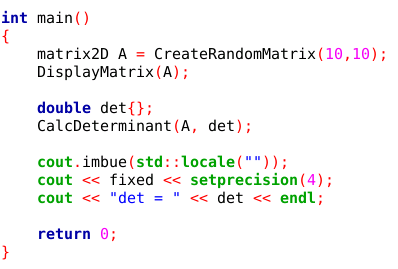 int main()
{
    matrix2D A = CreateRandomMatrix(10,10);
    DisplayMatrix(A);

    double det{};
    CalcDeterminant(A, det);

    cout.imbue(std::locale(""));
    cout << fixed << setprecision(4);
    cout << "det = " << det << endl;

    return 0;
}